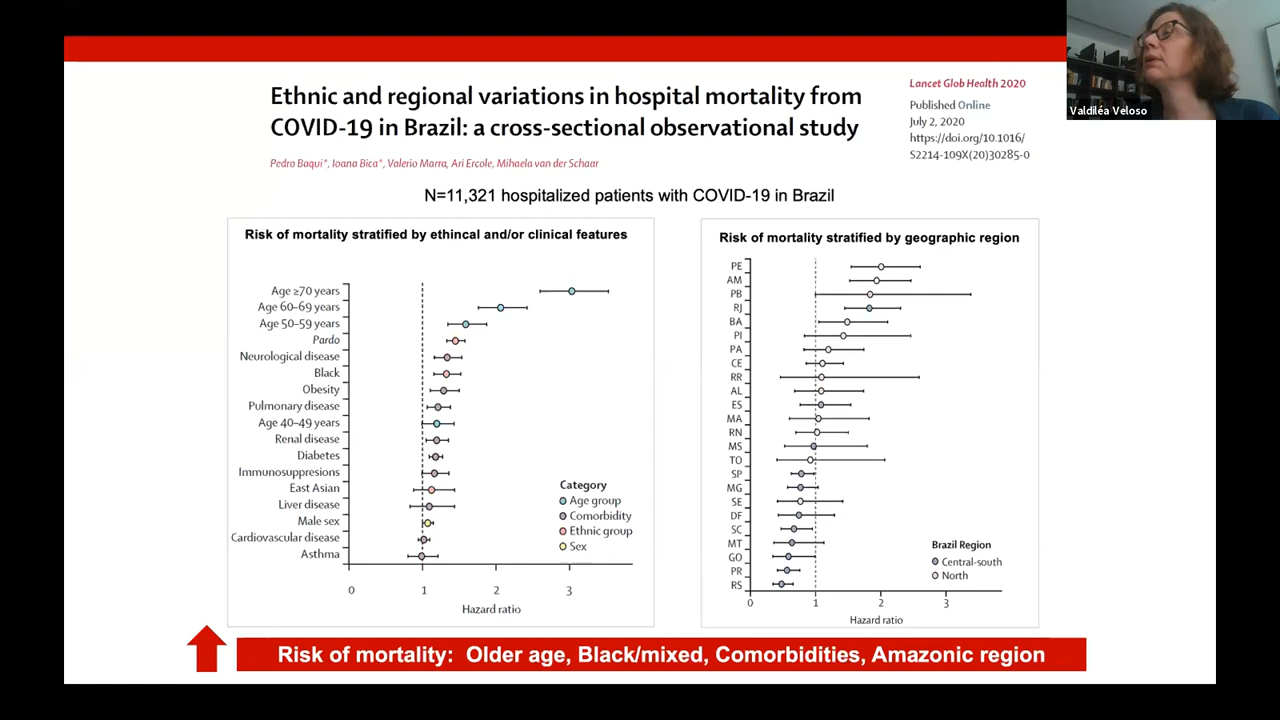 Ethnic and regional variations in hospital mortality from
COVID-19 in Brazil: a cross-sectional observational study
Pedro Baqui*, Ioana Bica*, Valerio Marra, Ari Ercole, Mihaela van der Schaar
Lancet Glob Health 2020
Published Online
July 2, 2020
https://doi.org/10.1016/
S2214-109X(20)30285-0
Valdiléa Veloso
N=11,321 hospitalized patients with COVID-19 in Brazil
Risk of mortality stratified by ethincal and/or clinical features
Age ≥70 years
Age 60–69 years
Age 50–59 years
Pardo
Neurological disease
Black
Obesity
Pulmonary disease
Age 40–49 years
Renal disease
Diabetes
Immunosuppresions
East Asian
Liver disease
Male sex
Cardiovascular disease
Asthma
Category
Age group
Comorbidity
Ethnic group
Sex
0 1 2 3
Hazard ratio
Risk of mortality stratified by geographic region
PE
AM
PB
RJ
BA
PI
PA
CE
RR
AL
ES
MA
RN
MS
TO
SP
MG
SE
DF
SC
MT
GO
PR
RS
Brazil Region
Central-south
North
0 1 2 3
Hazard ratio
Risk of mortality: Older age, Black/mixed, Comorbidities, Amazonic region